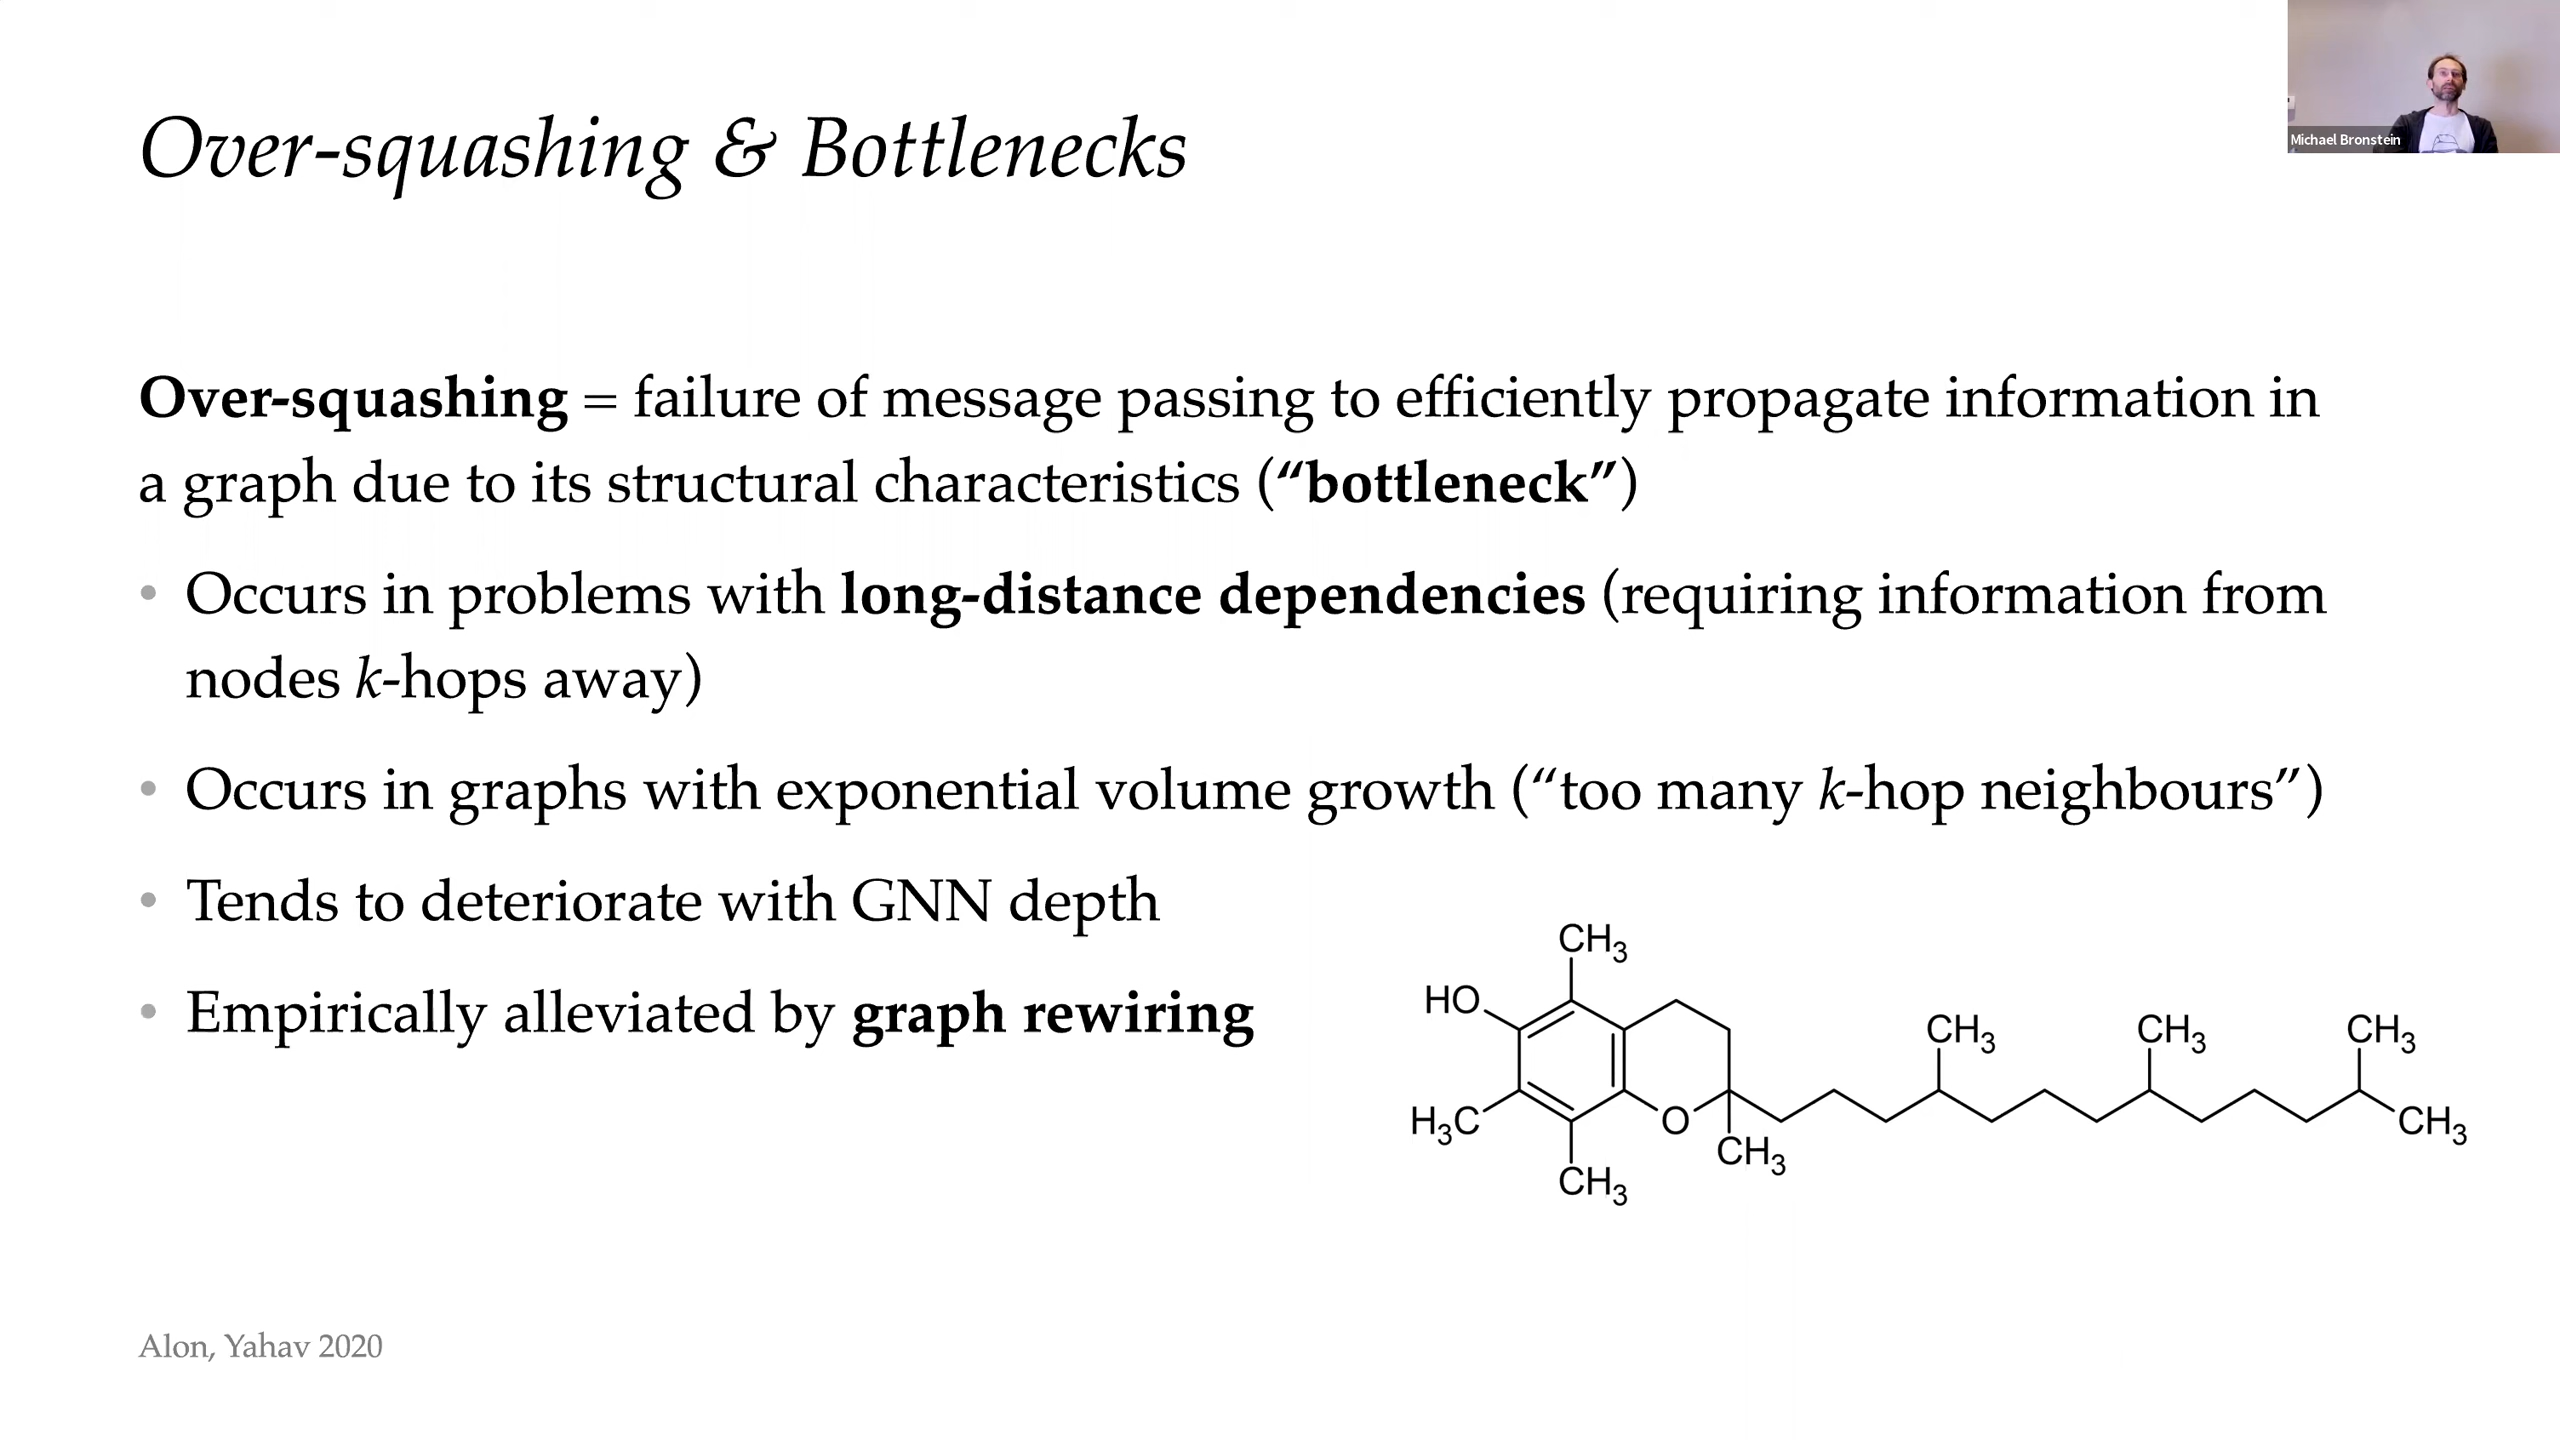 Michael Bronstein
Over-squashing & Bottlenecks
Over-squashing = failure of message passing to efficiently propagate information in
a graph due to its structural characteristics (“bottleneck”)
• Occurs in problems with long-distance dependencies (requiring information from
nodes k-hops away)
• Occurs in graphs with exponential volume growth (“too many k-hop neighbours”)
• Tends to deteriorate with GNN depth
• Empirically alleviated by graph rewiring
CH₃
HO
CH₃ CH₃ CH₃
H₃C O CH₃
CH₃
CH₃
Alon, Yahav 2020